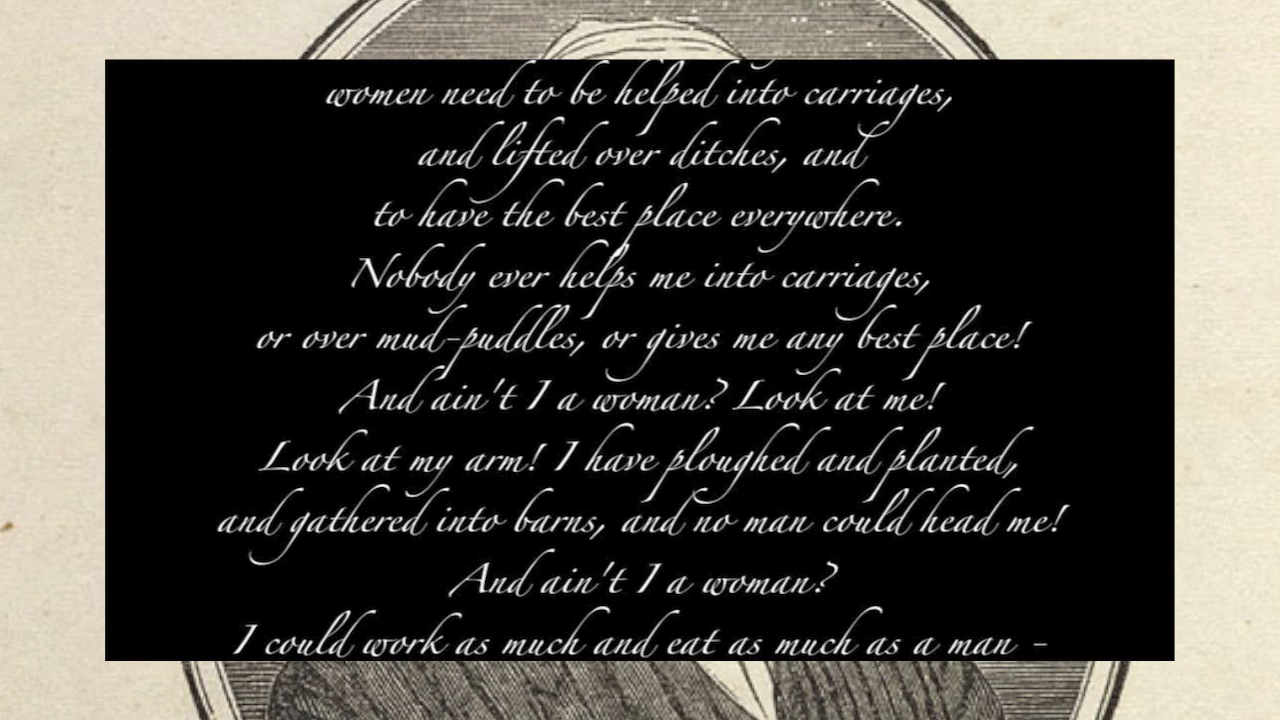 women need to be helped into carriages,
and lifted over ditches, and
to have the best place everywhere.
Nobody ever helps me into carriages,
or over mud-puddles, or gives me any best place!
And ain't I a woman? Look at me!
Look at my arm! I have ploughed and planted,
and gathered into barns, and no man could head me!
And ain't I a woman?
I could work as much and eat as much as a man -